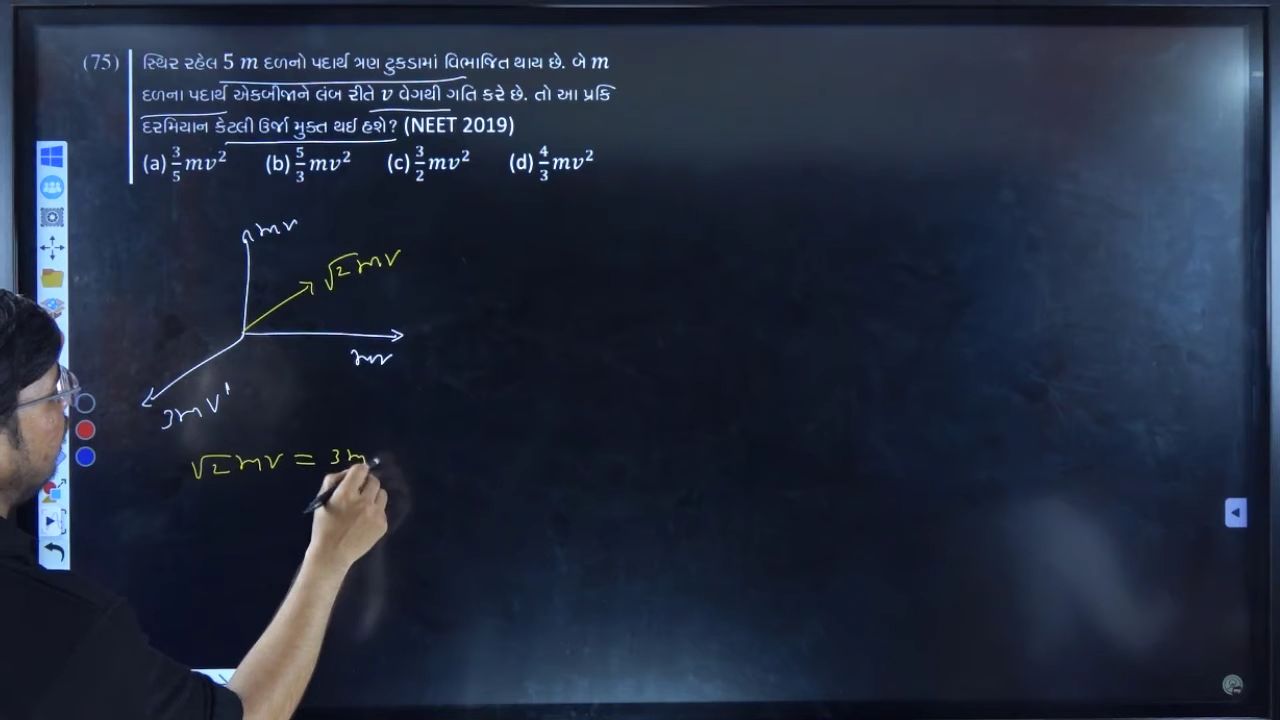 (75) સ્થિર રહેલ 5 m દળનો પદાર્થ ત્રણ ટુકડામાં વિભાજિત થાય છે. બે m
દળના પદાર્થ એકબીજાને લંબ રીતે v વેગથી ગતિ કરે છે. તો આ પ્રક્રિ
દરમિયાન કેટલી ઉર્જા મુક્ત થઈ હશે? (NEET 2019)
(a) 3/5 mv² (b) 5/3 mv² (c) 3/2 mv² (d) 4/3 mv²
mv
√2 mv
mv
3mv'
√2 mv = 3m